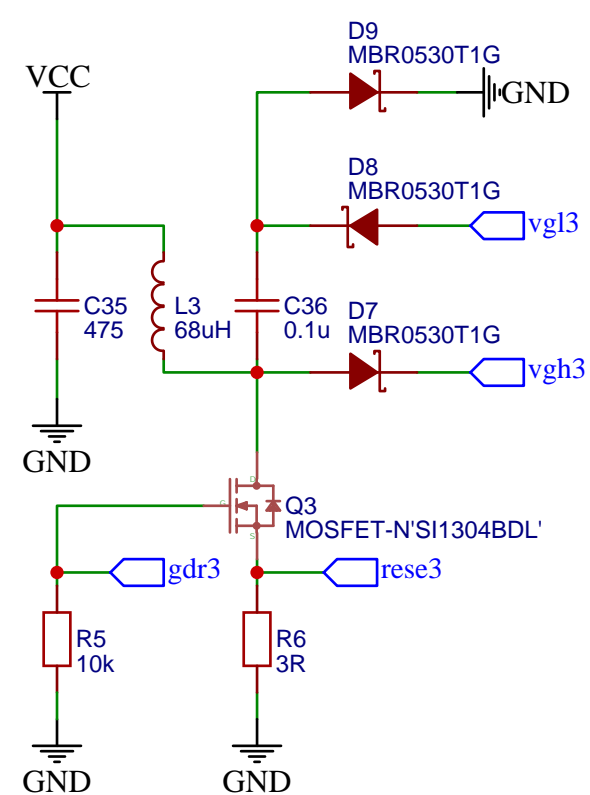 D9
MBR0530T1G
VCC
GND
D8
MBR0530T1G
vgl3
C35
475
L3
68uH
C36
0.1u
D7
MBR0530T1G
vgh3
GND
D
G
S
Q3
MOSFET-N'SI1304BDL'
gdr3
rese3
R5
10k
R6
3R
GND
GND